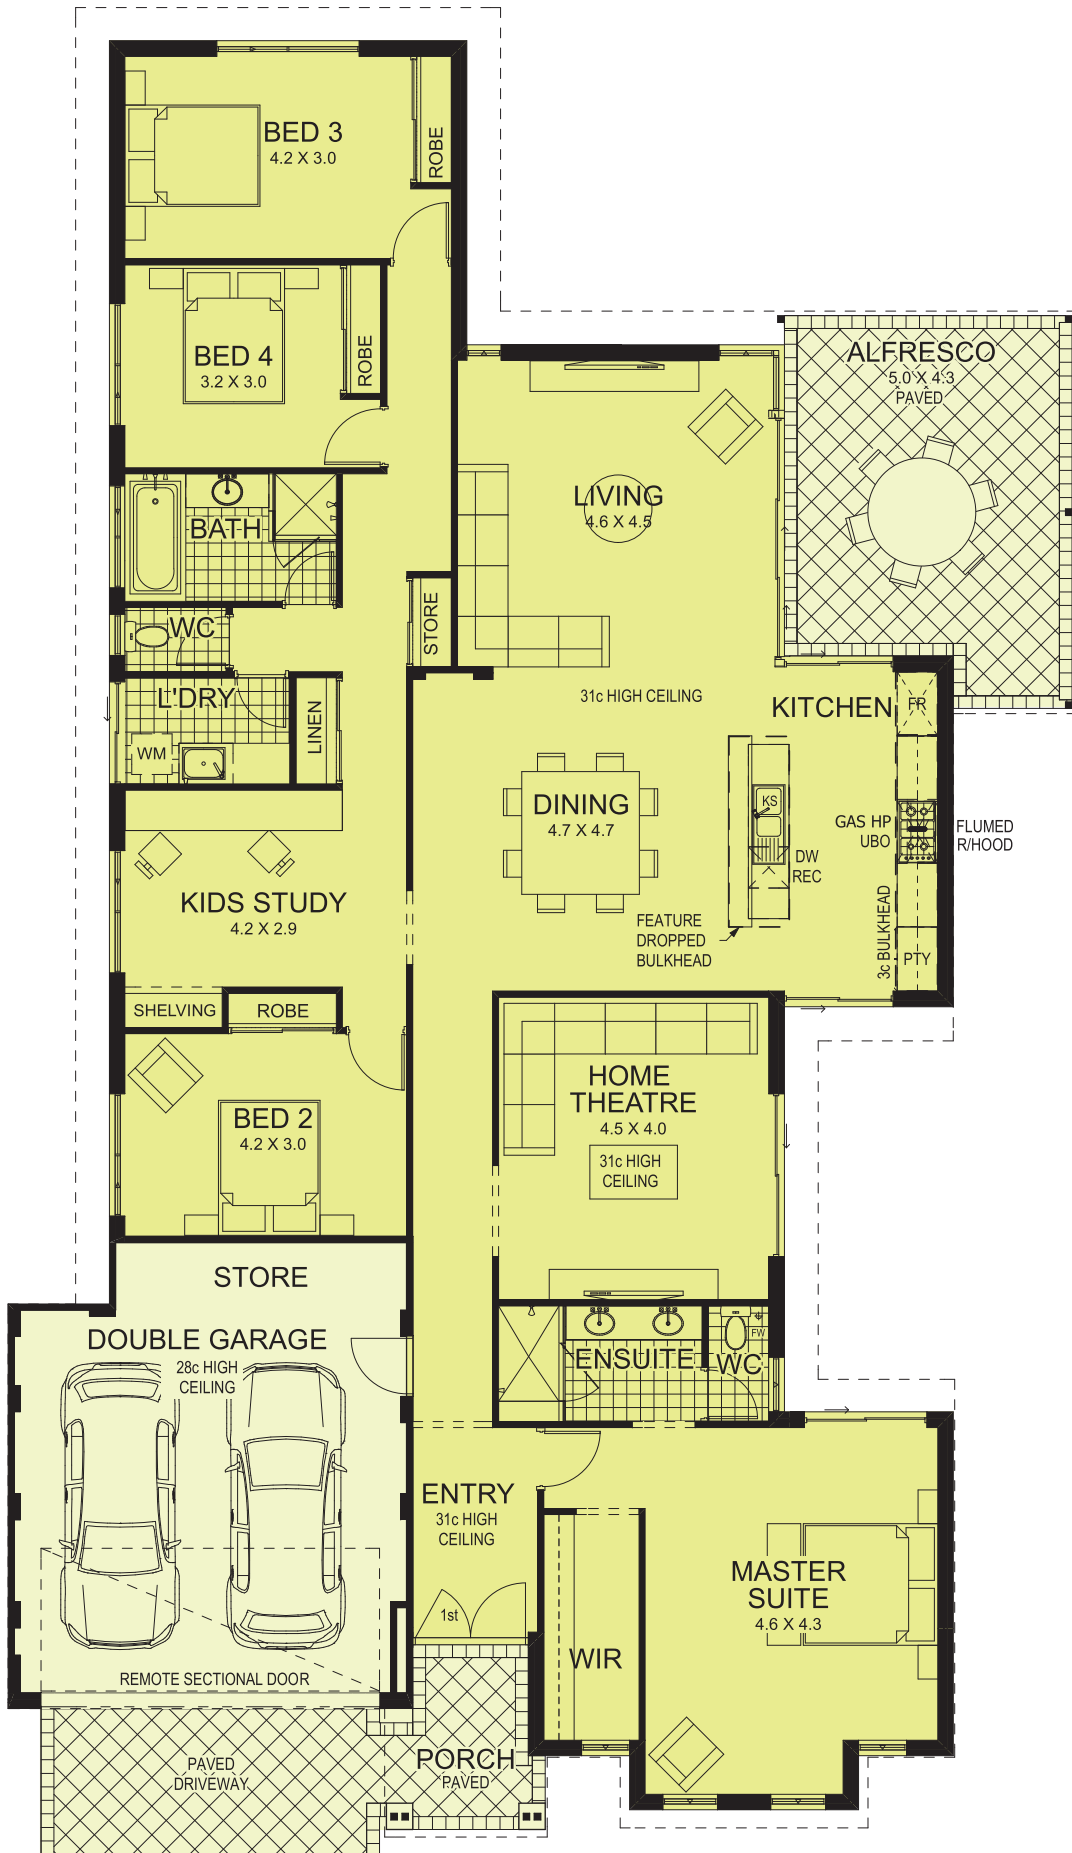 BED 3
4.2 X 3.0
ROBE
BED 4
3.2 X 3.0
ROBE
ALFRESCO
5.0 X 4.3
PAVED
LIVING
4.6 X 4.5
BATH
STORE
WC
L'DRY
WM
LINEN
31c HIGH CEILING
KITCHEN
FR
DINING
4.7 X 4.7
KS
GAS HP
UBO
FLUMED
R/HOOD
DW
REC
KIDS STUDY
4.2 X 2.9
FEATURE
DROPPED
BULKHEAD
3c BULKHEAD
PTY
SHELVING
ROBE
HOME
THEATRE
4.5 X 4.0
31c HIGH
CEILING
BED 2
4.2 X 3.0
STORE
DOUBLE GARAGE
28c HIGH
CEILING
ENSUITE
WC
FW
ENTRY
31c HIGH
CEILING
1st
MASTER
SUITE
4.6 X 4.3
WIR
REMOTE SECTIONAL DOOR
PAVED
DRIVEWAY
PORCH
PAVED